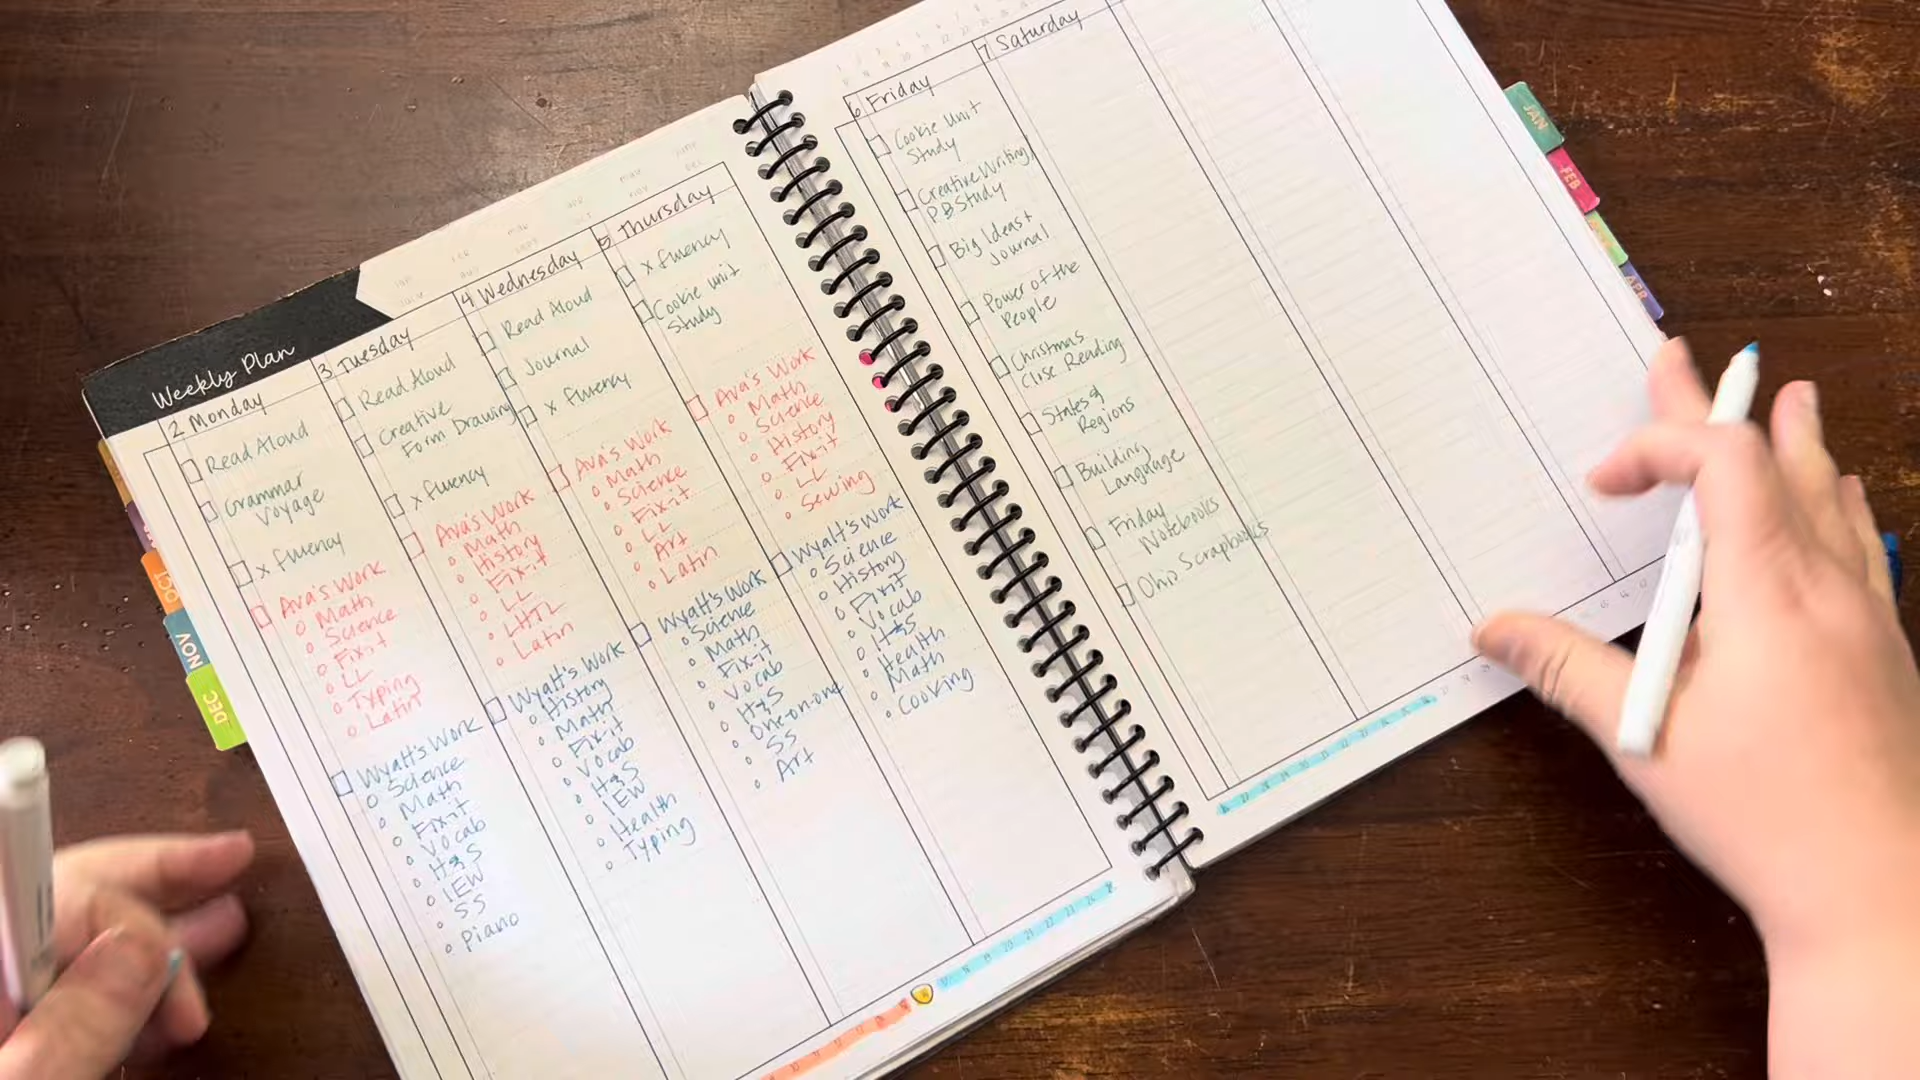 Weekly Plan
2 Monday
Read Aloud
Grammar
Voyage
x fluency
Ava's Work
Math
Science
Fix-it
LL
Typing
Latin
Wyatt's Work
Science
Math
Fix-it
Vocab
H&S
IEW
SS
Piano
3 Tuesday
Read Aloud
Creative
Form Drawing
x fluency
Ava's Work
Math
History
Fix-it
LL
LHTL
Latin
Wyatt's Work
History
Math
Fix-it
Vocab
H&S
IEW
Health
Typing
4 Wednesday
Read Aloud
Journal
x fluency
Ava's Work
Math
Science
Fix-it
LL
Art
Latin
Wyatt's Work
Science
Math
Fix-it
Vocab
H&S
One-on-one
SS
Art
5 Thursday
x fluency
Cookie unit
Study
Ava's Work
Math
Science
History
Fix-it
LL
Sewing
Wyatt's Work
Science
History
Fix-it
Vocab
H&S
Health
Math
Cooking
6 Friday
Cookie Unit
Study
Creative Writing/
PB Study
Big Ideas +
Journal
Power of the
People
Christmas
Close Reading
States &
Regions
Building
Language
Friday
Notebooks
Ohio Scrapbooks
7 Saturday
OCT
NOV
DEC
JAN
FEB
APR